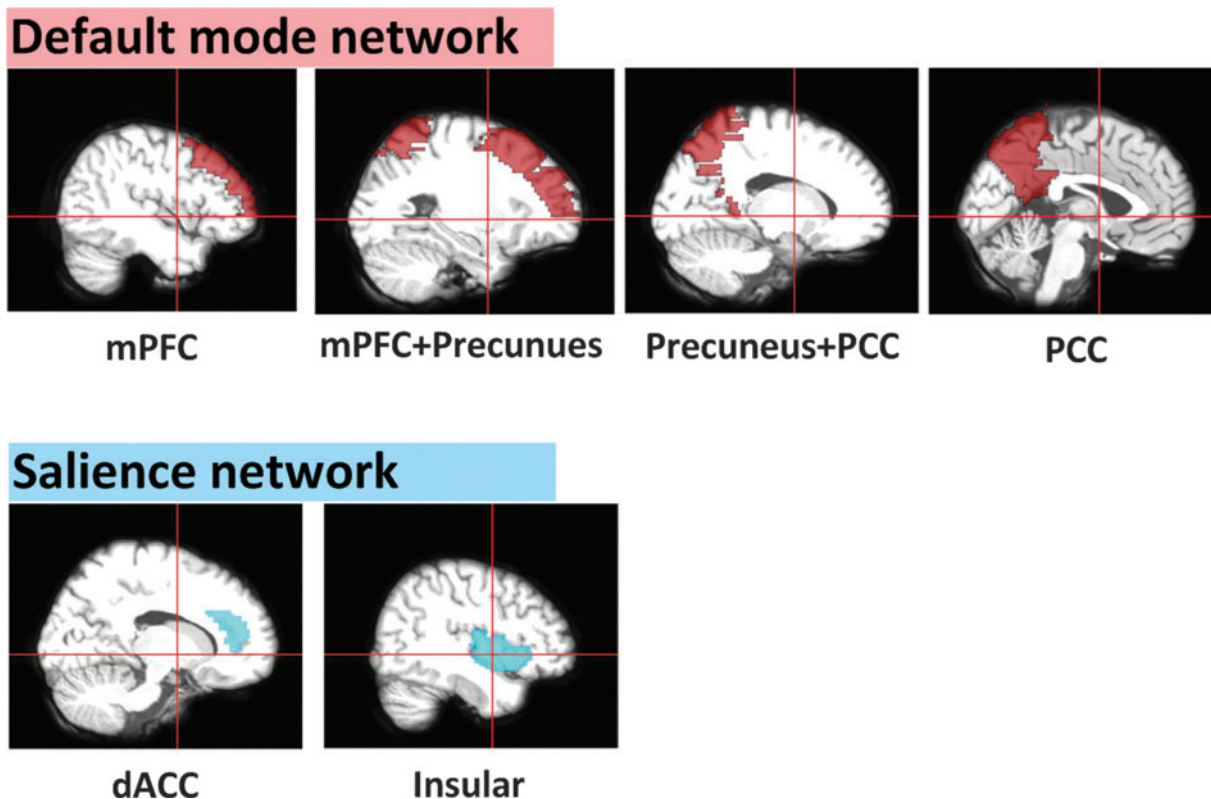 Default mode network
mPFC
mPFC+Precunues
Precuneus+PCC
PCC
Salience network
dACC
Insular